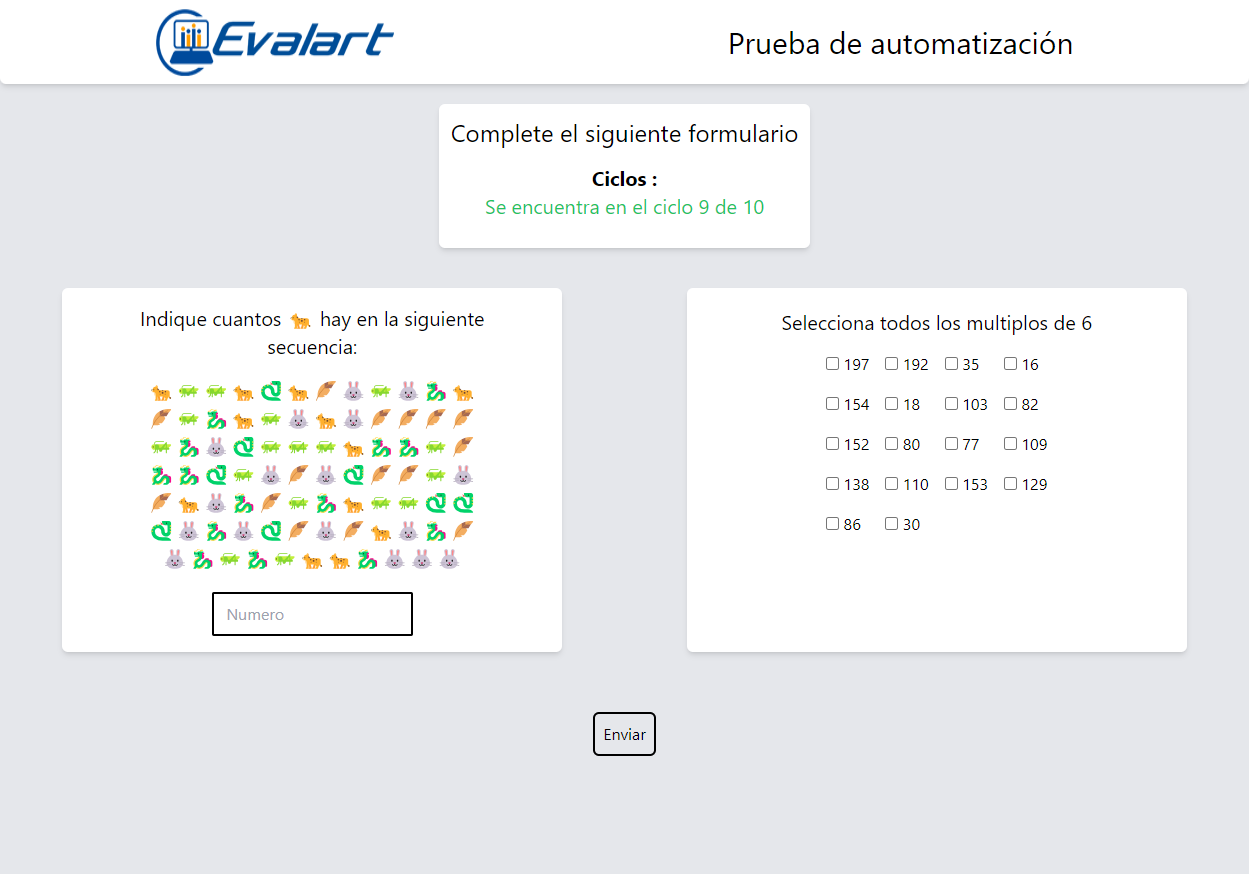 Evalart
Prueba de automatización
Complete el siguiente formulario
Ciclos :
Se encuentra en el ciclo 9 de 10
Indique cuantos 🐆 hay en la siguiente
secuencia:
Numero
Selecciona todos los multiplos de 6
197 192 35 16
154 18 103 82
152 80 77 109
138 110 153 129
86 30
Enviar